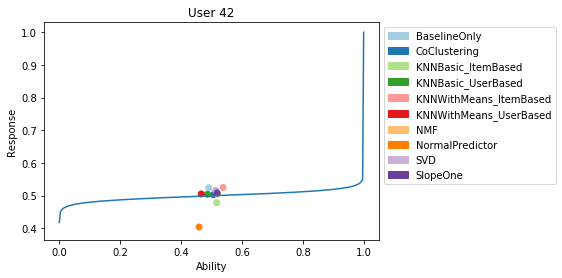 User 42
1.0
0.9
0.8
0.7
0.6
0.5
0.4
Response
0.0
0.2
0.4
0.6
0.8
1.0
Ability
BaselineOnly
CoClustering
KNNBasic_ItemBased
KNNBasic_UserBased
KNNWithMeans_ItemBased
KNNWithMeans_UserBased
NMF
NormalPredictor
SVD
SlopeOne